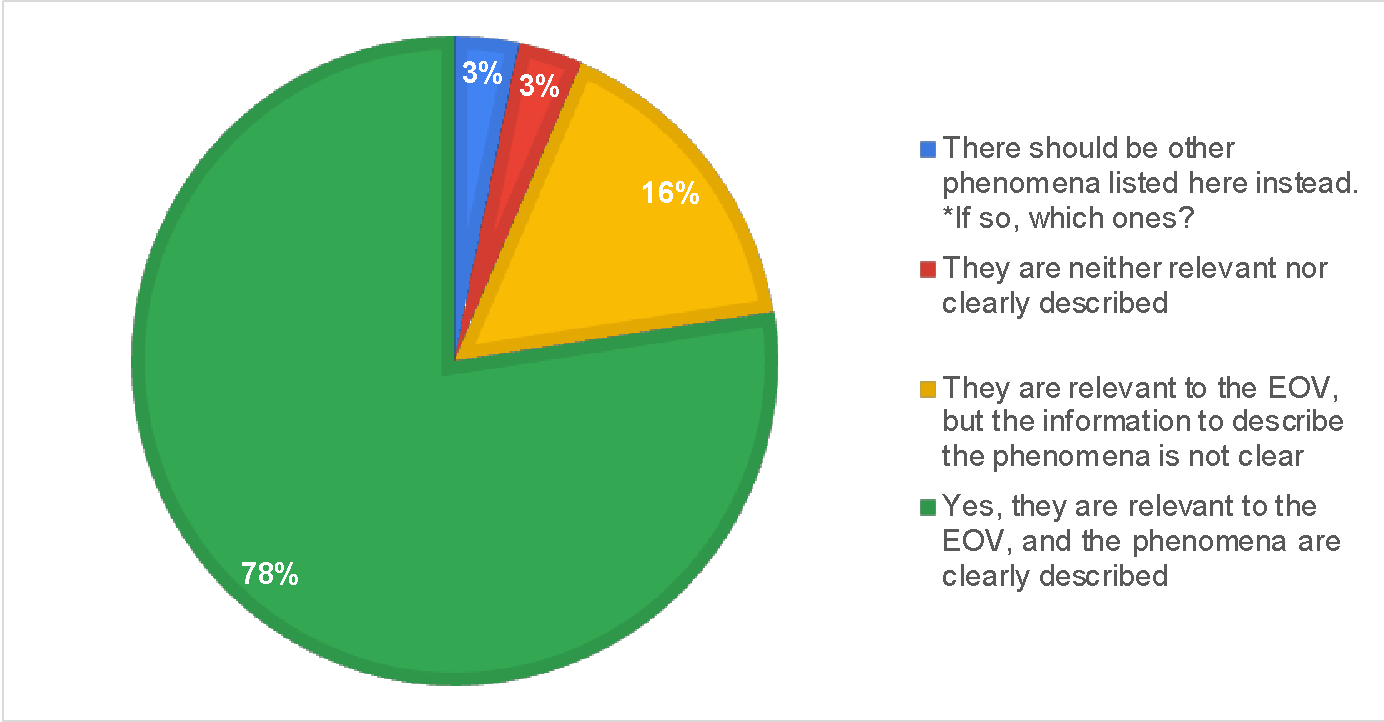 3%
3%
16%
78%
There should be other
phenomena listed here instead.
*If so, which ones?
They are neither relevant nor
clearly described
They are relevant to the EOV,
but the information to describe
the phenomena is not clear
Yes, they are relevant to the
EOV, and the phenomena are
clearly described